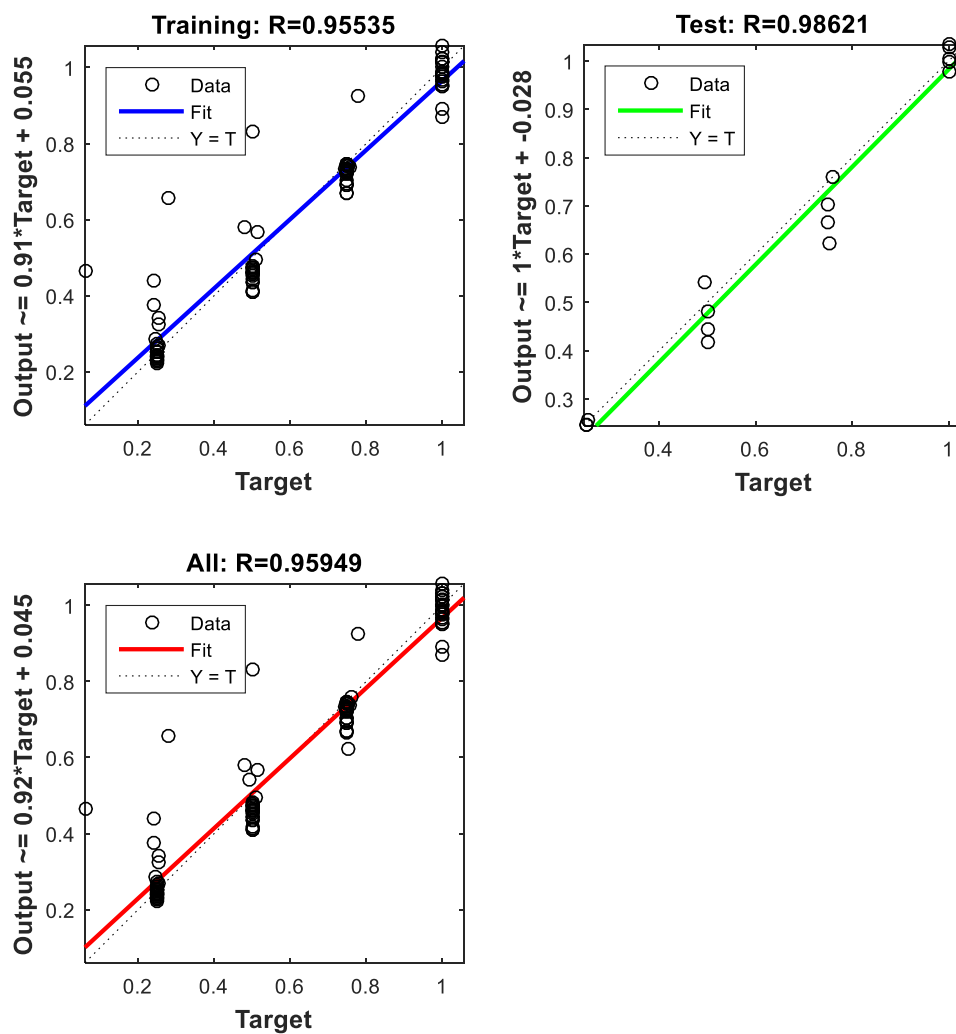 Training: R=0.95535
Output ~= 0.91*Target + 0.055
1
0.8
0.6
0.4
0.2
Data
Fit
Y = T
0.2
0.4
0.6
0.8
1
Target
Test: R=0.98621
Output ~= 1*Target + -0.028
1
0.9
0.8
0.7
0.6
0.5
0.4
0.3
Data
Fit
Y = T
0.4
0.6
0.8
1
Target
All: R=0.95949
Output ~= 0.92*Target + 0.045
1
0.8
0.6
0.4
0.2
Data
Fit
Y = T
0.2
0.4
0.6
0.8
1
Target